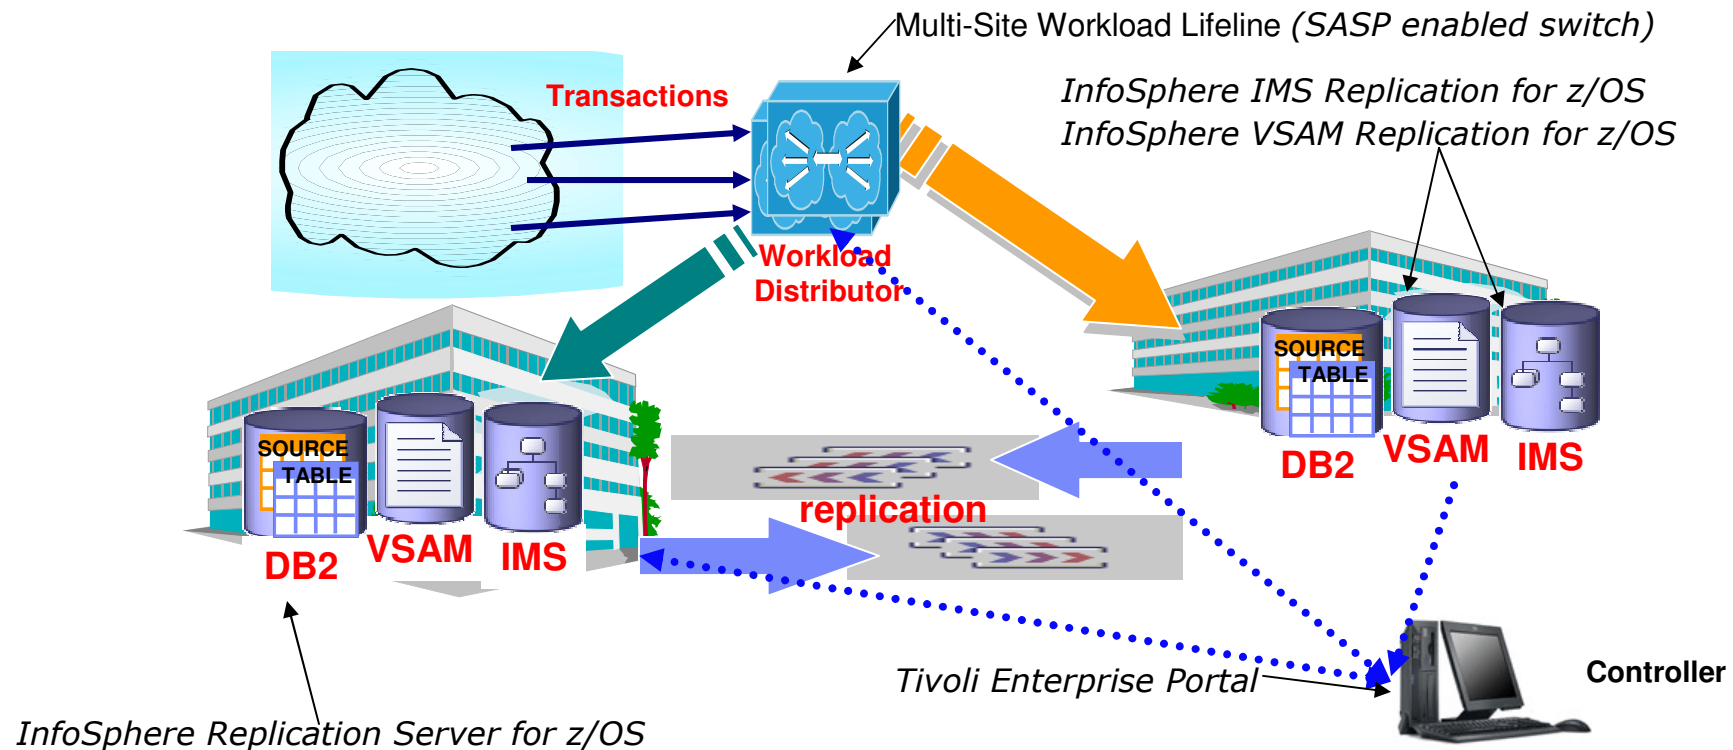 Multi-Site Workload Lifeline (SASP enabled switch)
InfoSphere IMS Replication for z/OS
InfoSphere VSAM Replication for z/OS
Transactions
Workload
Distributor
SOURCE
TABLE
DB2
VSAM
IMS
SOURCE
TABLE
DB2
VSAM
IMS
replication
Tivoli Enterprise Portal
Controller
InfoSphere Replication Server for z/OS